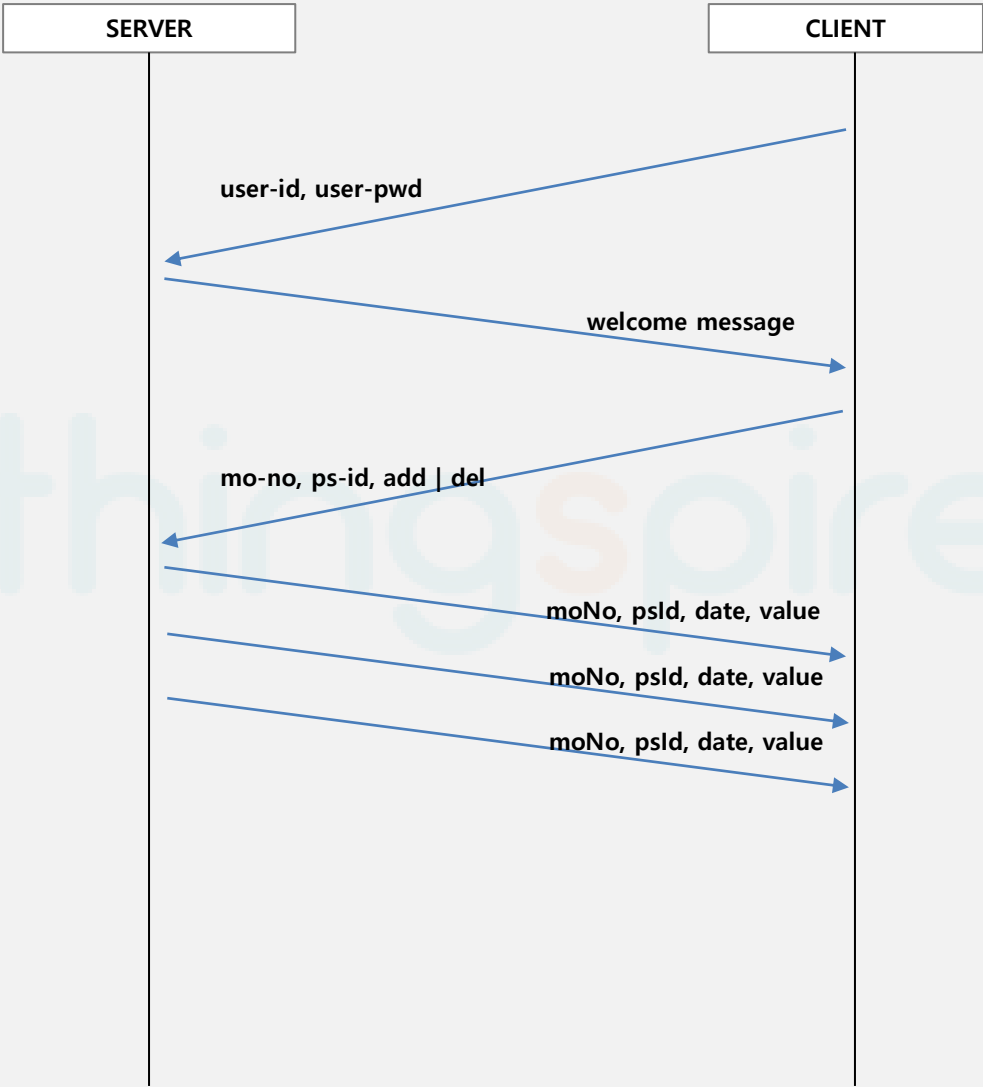 SERVER
CLIENT
user-id, user-pwd
welcome message
mo-no, ps-id, add | del
thingspire
moNo, psId, date, value
moNo, psId, date, value
moNo, psId, date, value